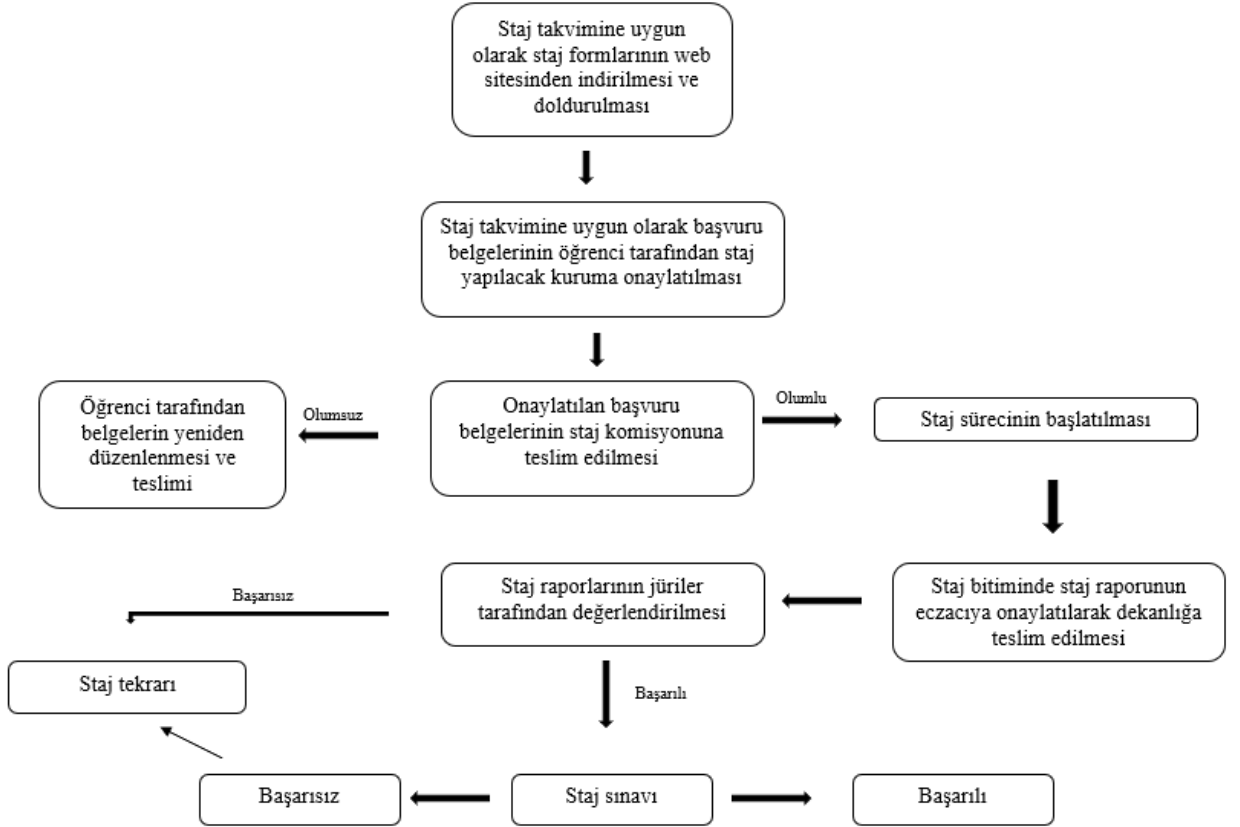 Staj takvimine uygun
olarak staj formlarının web
sitesinden indirilmesi ve
doldurulması
Staj takvimine uygun olarak başvuru
belgelerinin öğrenci tarafından staj
yapılacak kuruma onaylatılması
Öğrenci tarafından
belgelerin yeniden
düzenlenmesi ve
teslimi
Olumsuz
Onaylatılan başvuru
belgelerinin staj komisyonuna
teslim edilmesi
Olumlu
Staj sürecinin başlatılması
Başarısız
Staj raporlarının jüriler
tarafından değerlendirilmesi
Staj bitiminde staj raporunun
eczacıya onaylatılarak dekanlığa
teslim edilmesi
Staj tekrarı
Başarılı
Başarısız
Staj sınavı
Başarılı